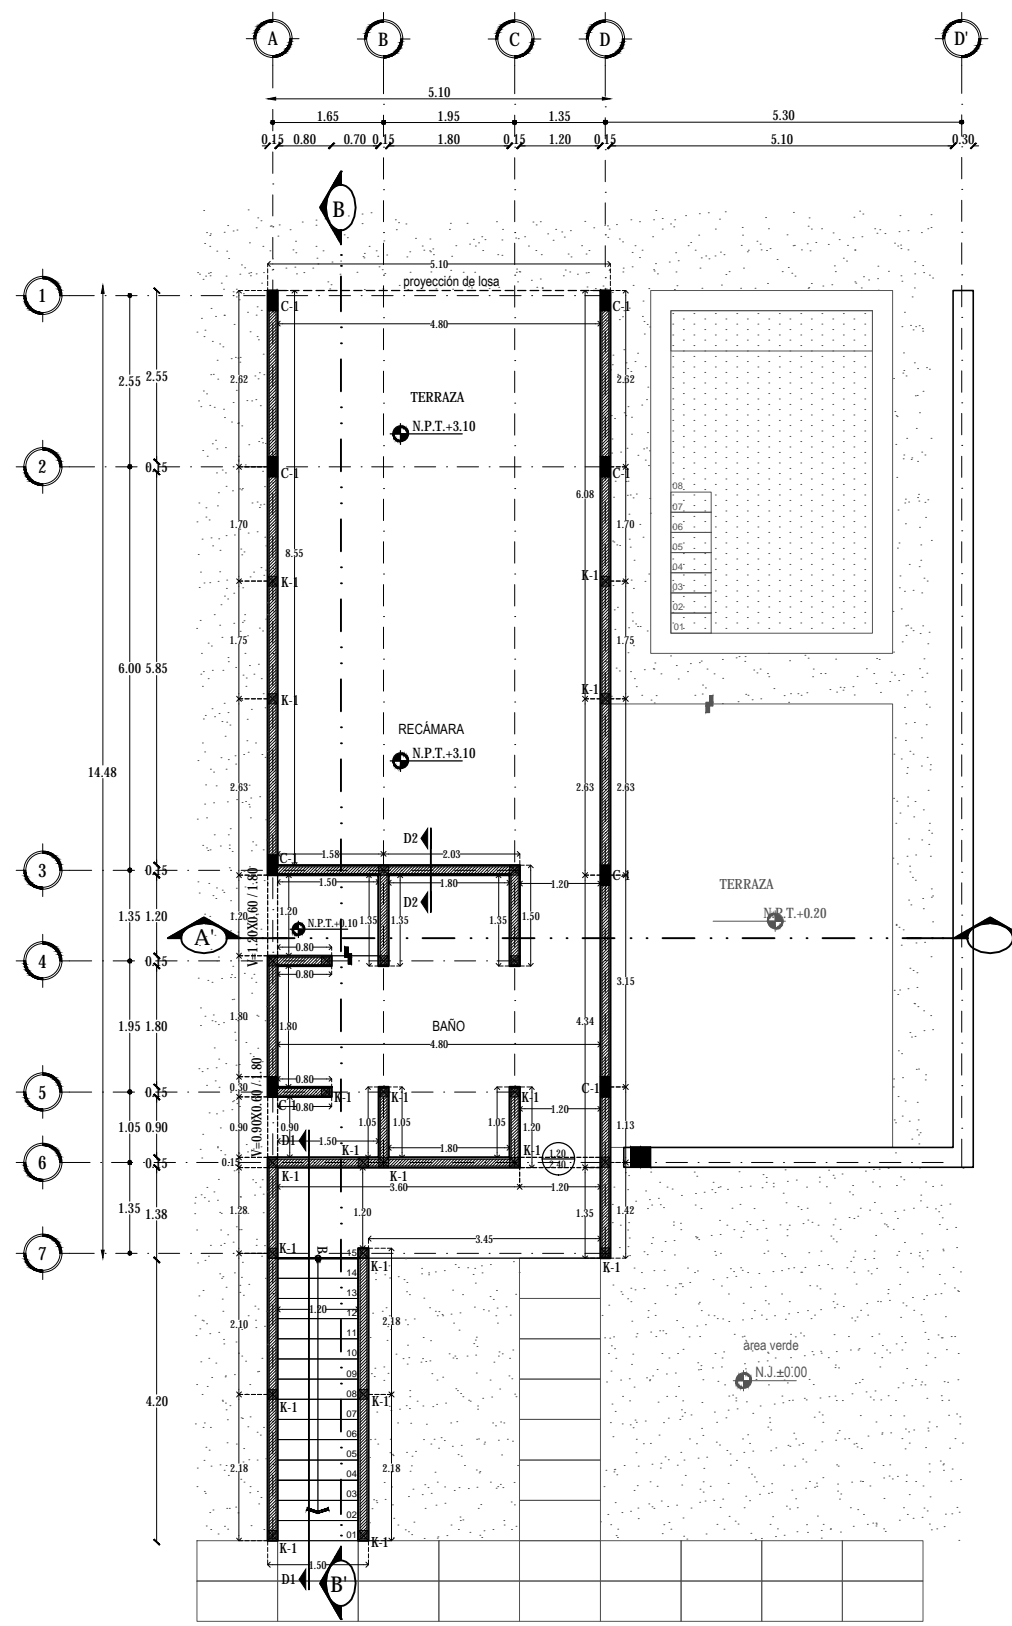 A B C D D'
5.10
1.65 1.95 1.35 5.30
0.15 0.80 0.70 0.15 1.80 0.15 1.20 0.15 5.10 0.30
B
5.10
proyección de losa
1
C-1 C-1
4.80
2.55 2.55 2.62 2.62
TERRAZA
N.P.T.+3.10
2 0.15 C-1 C-1
6.08
08
07
06
05
04
03
02
01
1.70 8.55 1.70
K-1 K-1
1.75 1.75
6.00 5.85
K-1 K-1
RECÁMARA
N.P.T.+3.10
14.48 2.63 2.63 2.63
D2
3 0.15 C-1 1.58 2.03
1.50 1.80 1.20 C-1
TERRAZA
N.P.T.+0.20
1.35 1.20 1.20 1.20 1.35 1.35 1.35 1.50
V=1.20X0.60 / 1.80
D2
N.P.T.+0.10
A'
0.80
4 0.15
0.80
3.15
1.95 1.80 1.80 1.80
BAÑO
4.80
4.34
0.80
5 0.15 0.30 C-1 K-1 K-1 K-1 C-1
0.80 1.20
V=0.90X0.60 / 1.80
1.05 0.90 0.90 0.90 1.05 1.05 1.05 1.20 1.13
D1 1.50 1.80
K-1 K-1
1.20
2.40
6 0.15 0.15
K-1 K-1
3.60 1.20
1.35 1.38 1.28 1.20 1.35 1.42
3.45
7 K-1 B K-1 K-1
15
14
13
1.20
12
11
10
09
08
07
06
05
04
03
02
01
2.10 2.18
área verde
N.J.±0.00
4.20
K-1 K-1
2.18 2.18
K-1 K-1
1.50
D1 B'